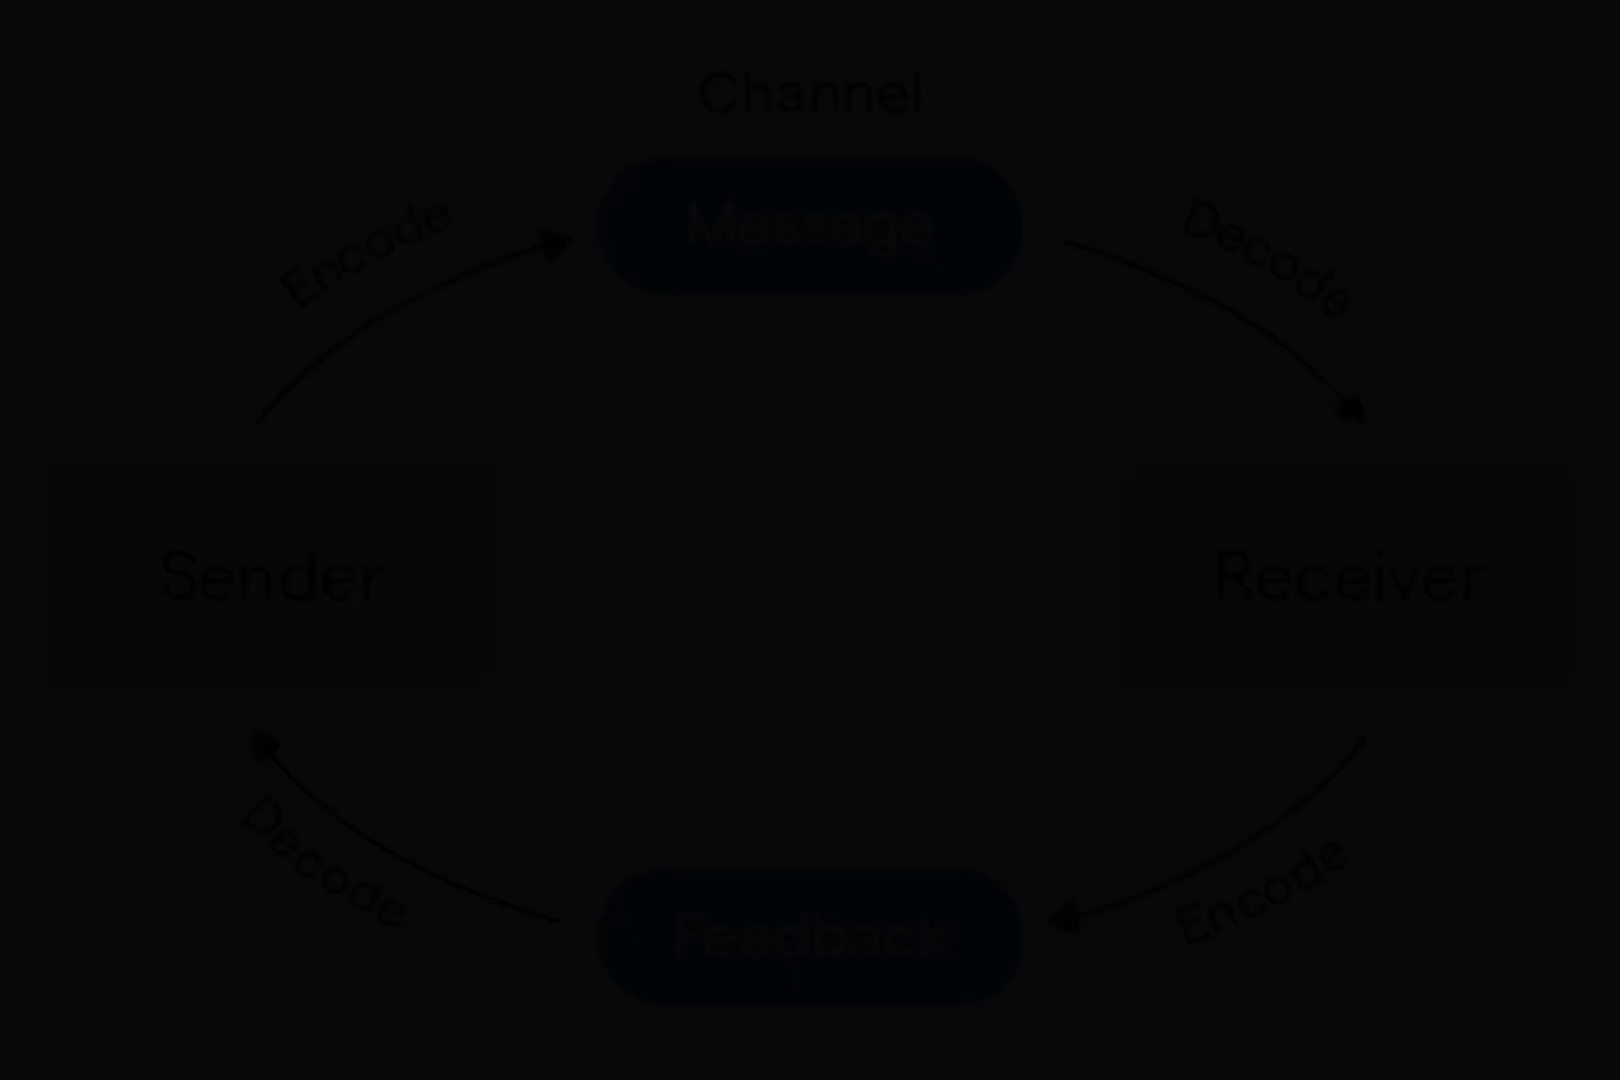 Channel
Message
Encode
Decode
Sender
Receiver
Decode
Encode
Feedback